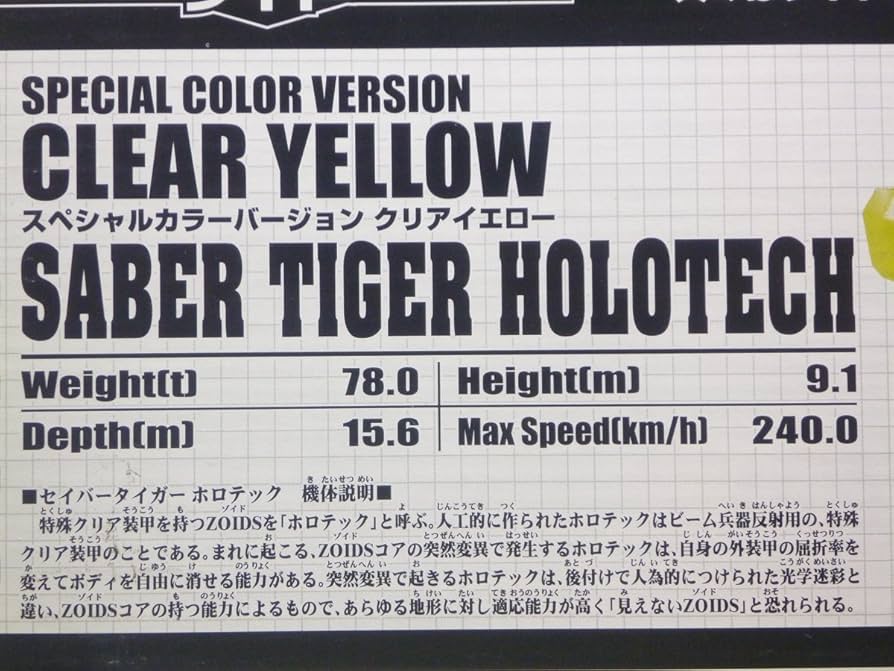 SPECIAL COLOR VERSION
CLEAR YELLOW
スペシャルカラーバージョン クリアイエロー
SABER TIGER HOLOTECH
Weight(t) 78.0 Height(m) 9.1
Depth(m) 15.6 Max Speed(km/h) 240.0
■セイバータイガー ホロテック 機体説明■
特殊クリア装甲を持つZOIDSを「ホロテック」と呼ぶ。人工的に作られたホロテックはビーム兵器反射用の、特殊
クリア装甲のことである。まれに起こる、ZOIDSコアの突然変異で発生するホロテックは、自身の外装甲の屈折率を
変えてボディを自由に消せる能力がある。突然変異で起きるホロテックは、後付けで人為的につけられた光学迷彩と
違い、ZOIDSコアの持つ能力によるもので、あらゆる地形に対し適応能力が高く「見えないZOIDS」と恐れられる。